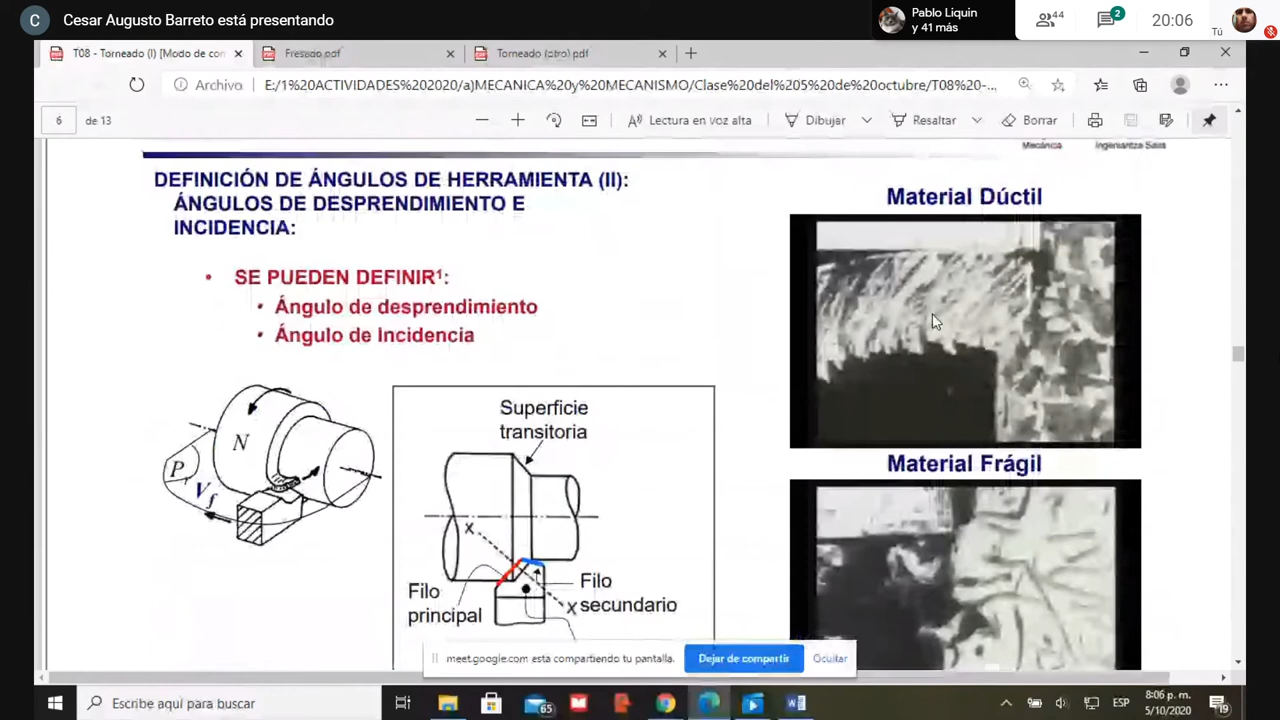 C Cesar Augusto Barreto está presentando
Pablo Liquin
y 41 más
44
2
20:06
Tú
T08 - Torneado (I) [Modo de con
Fresado.pdf
Torneado (otro).pdf
Archivo
E:/1%20ACTIVIDADES%202020/a)MECANICA%20y%20MECANISMO/Clase%20del%205%20de%20octubre/T08%20-...
6 de 13
Lectura en voz alta
Dibujar
Resaltar
Borrar
Mecánica
Ingeniaritza Saila
DEFINICIÓN DE ÁNGULOS DE HERRAMIENTA (II):
ÁNGULOS DE DESPRENDIMIENTO E
INCIDENCIA:
• SE PUEDEN DEFINIR¹:
• Ángulo de desprendimiento
• Ángulo de Incidencia
Material Dúctil
Material Frágil
N
P
Vf
Superficie
transitoria
X
Filo
principal
Filo
secundario
X
meet.google.com está compartiendo tu pantalla.
Dejar de compartir
Ocultar
Escribe aquí para buscar
65
ESP
8:06 p. m.
5/10/2020
19